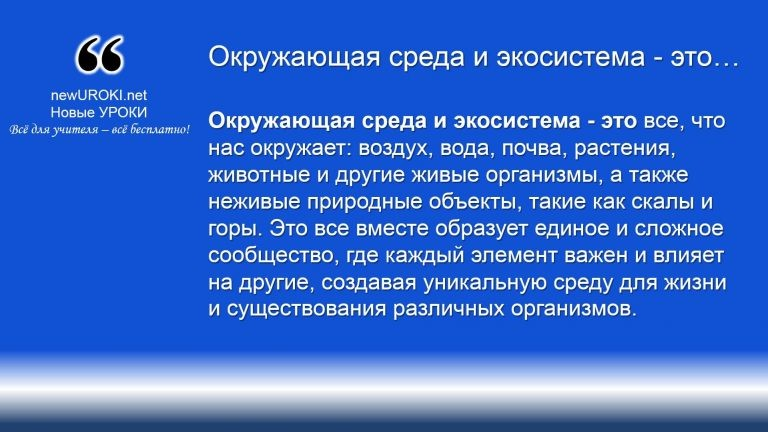 ❝
newUROKI.net
Новые УРОКИ
Всё для учителя – всё бесплатно!
Окружающая среда и экосистема - это…
Окружающая среда и экосистема - это все, что
нас окружает: воздух, вода, почва, растения,
животные и другие живые организмы, а также
неживые природные объекты, такие как скалы и
горы. Это все вместе образует единое и сложное
сообщество, где каждый элемент важен и влияет
на другие, создавая уникальную среду для жизни
и существования различных организмов.